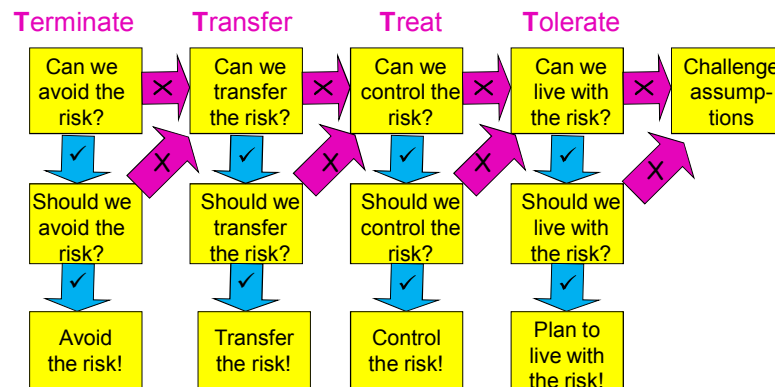 Terminate Transfer Treat Tolerate
Can we
avoid the
risk?
X
Can we
transfer
the risk?
X
Can we
control the
risk?
X
Can we
live with
the risk?
X
Challenge
assump-
tions
✓
X
✓
X
✓
X
✓
X
Should we
avoid the
risk?
Should we
transfer
the risk?
Should we
control the
risk?
Should we
live with
the risk?
✓
✓
✓
✓
Avoid
the risk!
Transfer
the risk!
Control
the risk!
Plan to
live with
the risk!